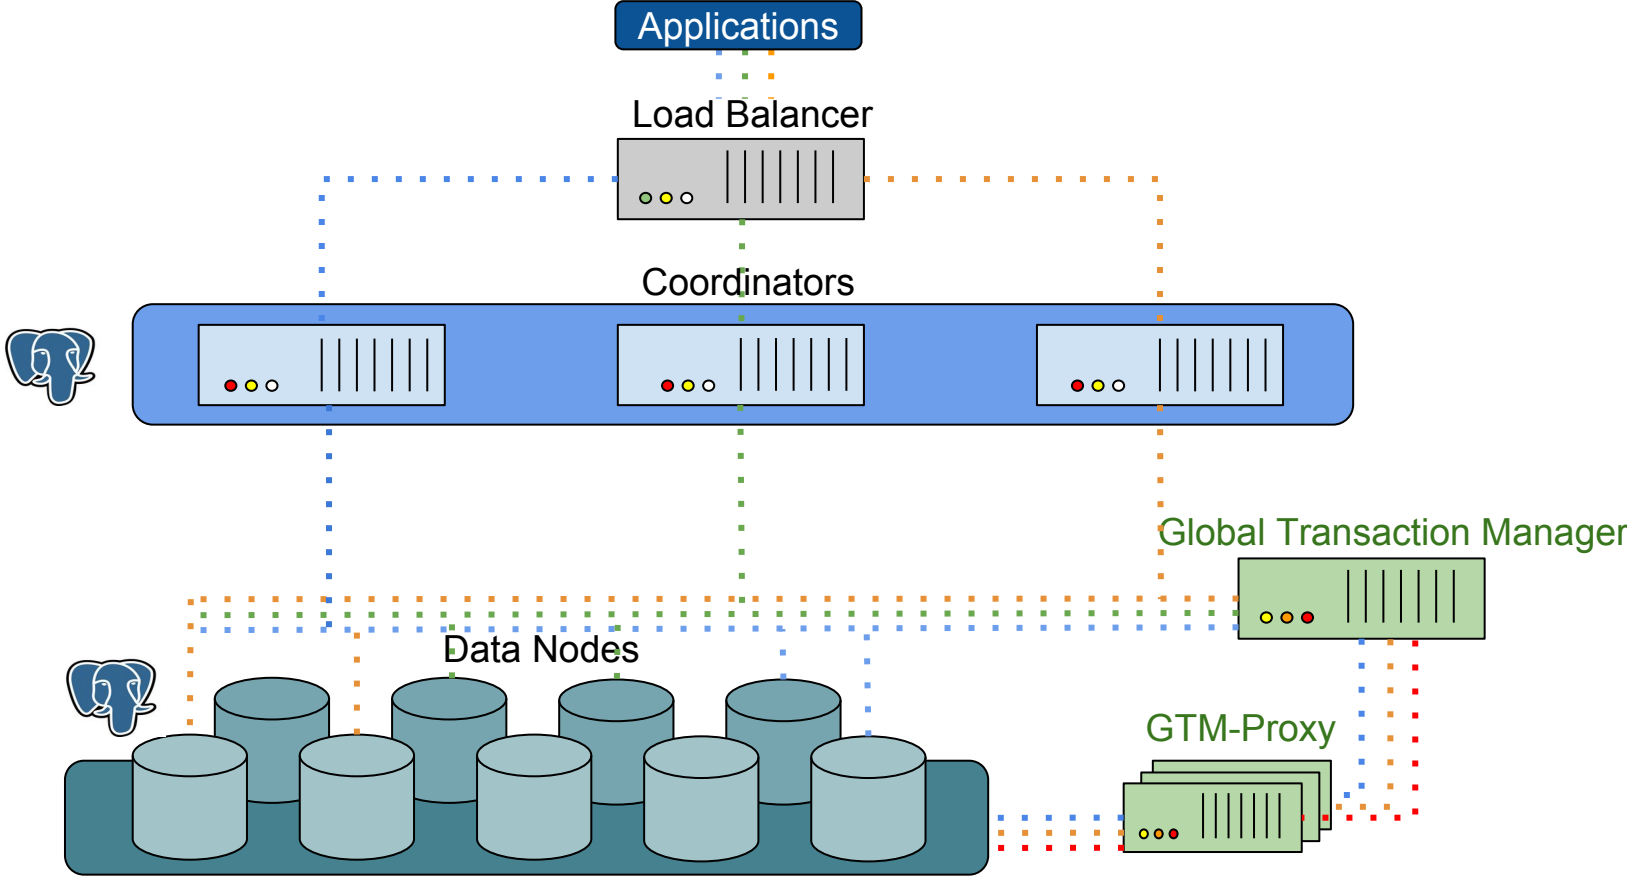 Applications
Load Balancer
Coordinators
Global Transaction Manager
Data Nodes
GTM-Proxy